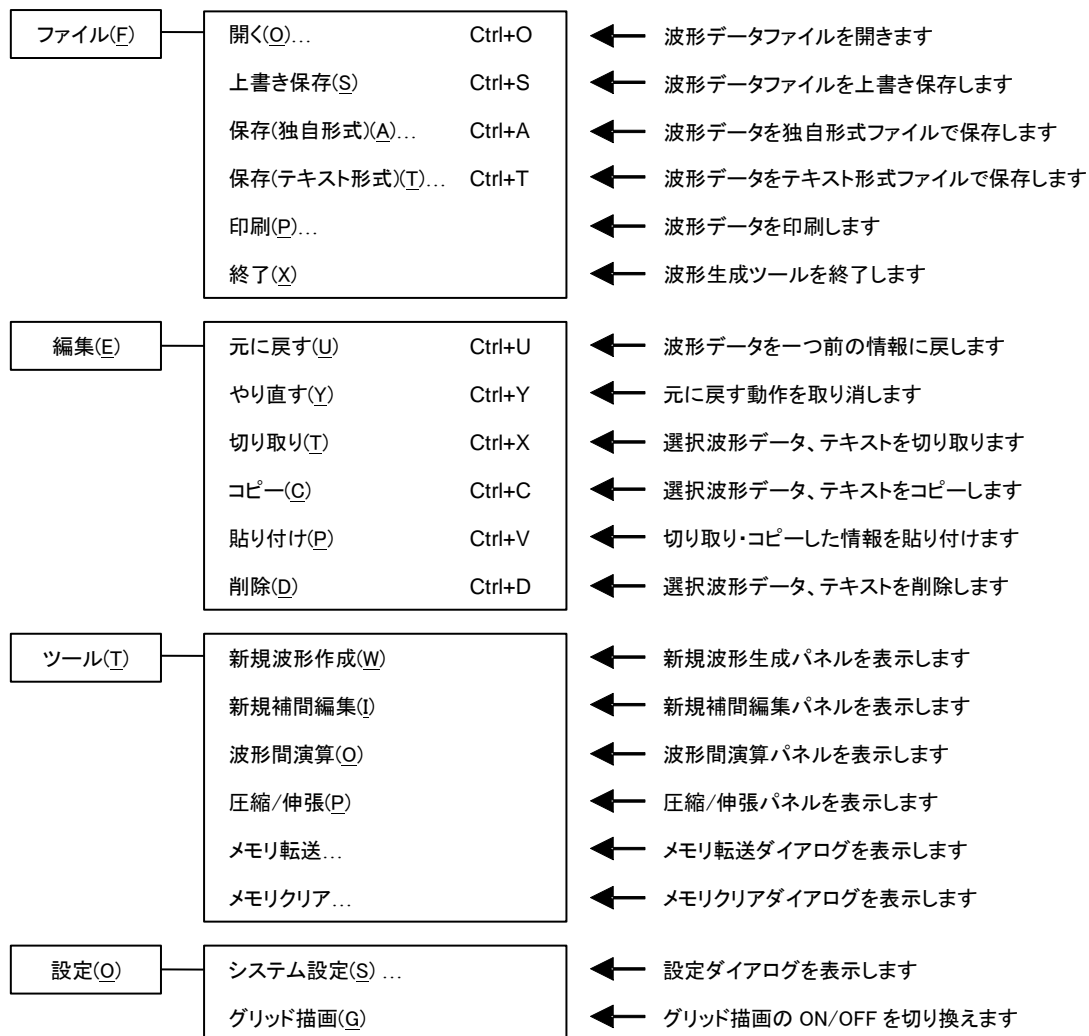 ファイル(F) 開く(O)... Ctrl+O 波形データファイルを開きます
上書き保存(S) Ctrl+S 波形データファイルを上書き保存します
保存(独自形式)(A)... Ctrl+A 波形データを独自形式ファイルで保存します
保存(テキスト形式)(T)... Ctrl+T 波形データをテキスト形式ファイルで保存します
印刷(P)... 波形データを印刷します
終了(X) 波形生成ツールを終了します
編集(E) 元に戻す(U) Ctrl+U 波形データを一つ前の情報に戻します
やり直す(Y) Ctrl+Y 元に戻す動作を取り消します
切り取り(T) Ctrl+X 選択波形データ、テキストを切り取ります
コピー(C) Ctrl+C 選択波形データ、テキストをコピーします
貼り付け(P) Ctrl+V 切り取り・コピーした情報を貼り付けます
削除(D) Ctrl+D 選択波形データ、テキストを削除します
ツール(T) 新規波形作成(W) 新規波形生成パネルを表示します
新規補間編集(I) 新規補間編集パネルを表示します
波形間演算(O) 波形間演算パネルを表示します
圧縮/伸張(P) 圧縮/伸張パネルを表示します
メモリ転送... メモリ転送ダイアログを表示します
メモリクリア... メモリクリアダイアログを表示します
設定(O) システム設定(S) ... 設定ダイアログを表示します
グリッド描画(G) グリッド描画の ON/OFF を切り換えます